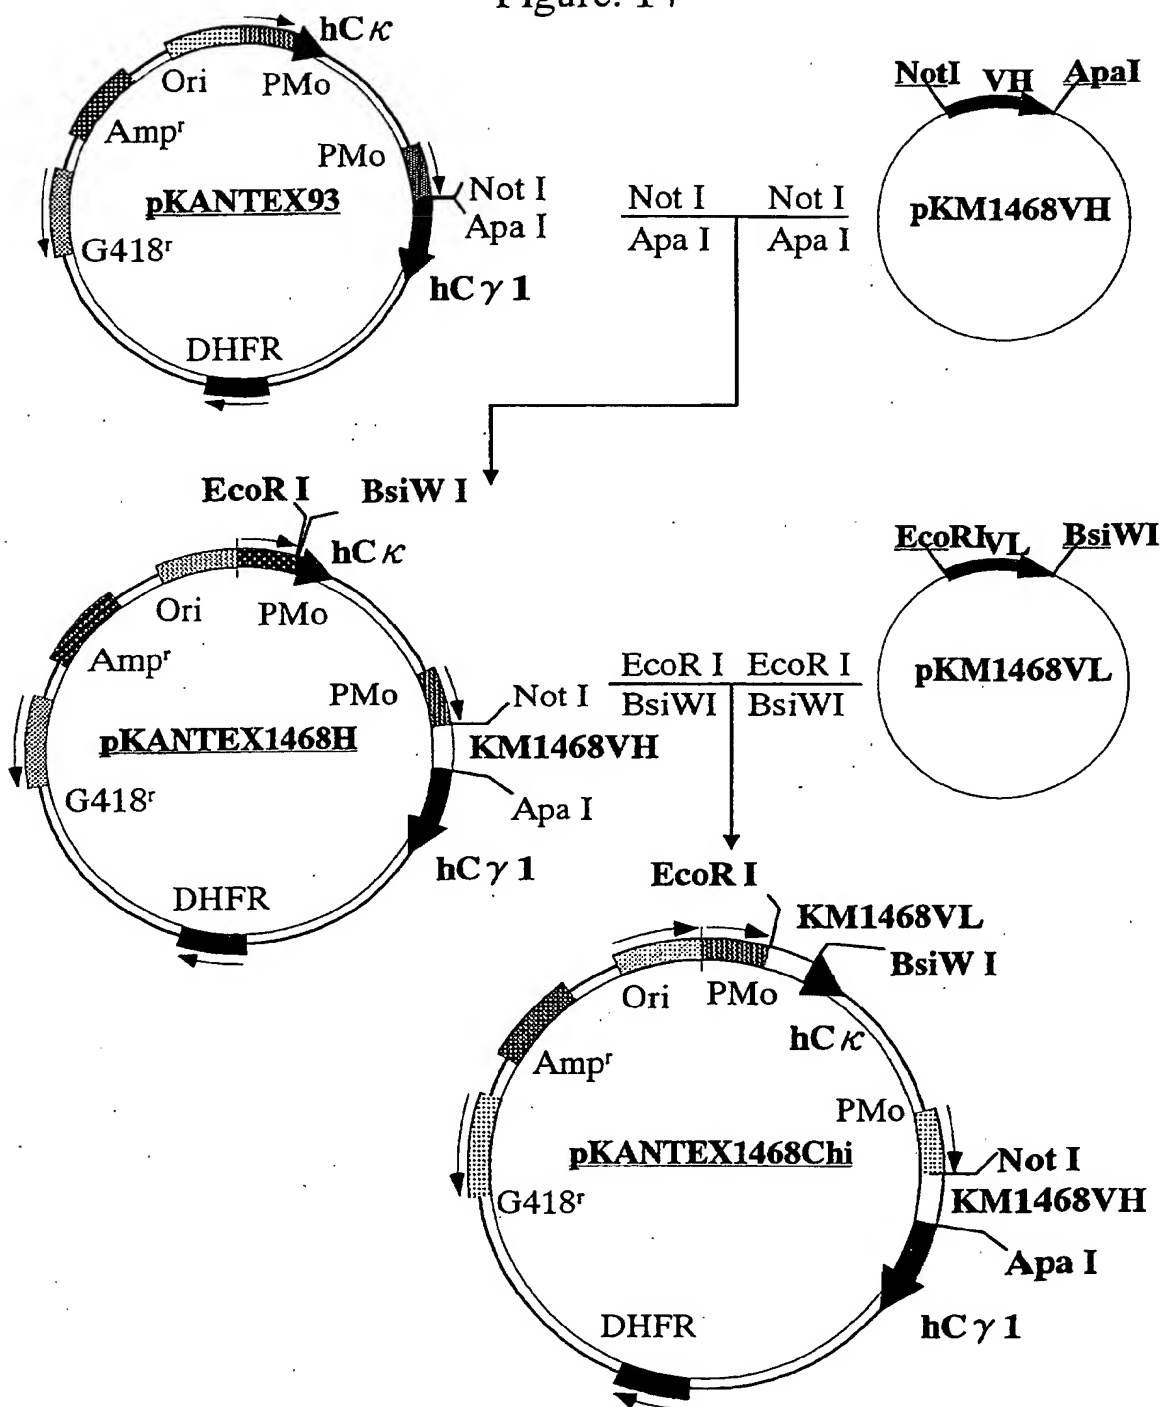 hCκ
Ori
PMo
Ampʳ
PMo
pKANTEX93
Not I
Apa I
G418ʳ
hCγ1
DHFR
NotI
VH
ApaI
Not I
Not I
Apa I
Apa I
pKM1468VH
EcoR I
BsiW I
hCκ
Ori
PMo
Ampʳ
PMo
Not I
pKANTEX1468H
KM1468VH
G418ʳ
Apa I
hCγ1
DHFR
EcoRI
VL
BsiWI
EcoR I
EcoR I
BsiWI
BsiWI
pKM1468VL
EcoR I
KM1468VL
BsiW I
Ori
PMo
hCκ
Ampʳ
PMo
pKANTEX1468Chi
Not I
KM1468VH
G418ʳ
Apa I
hCγ1
DHFR